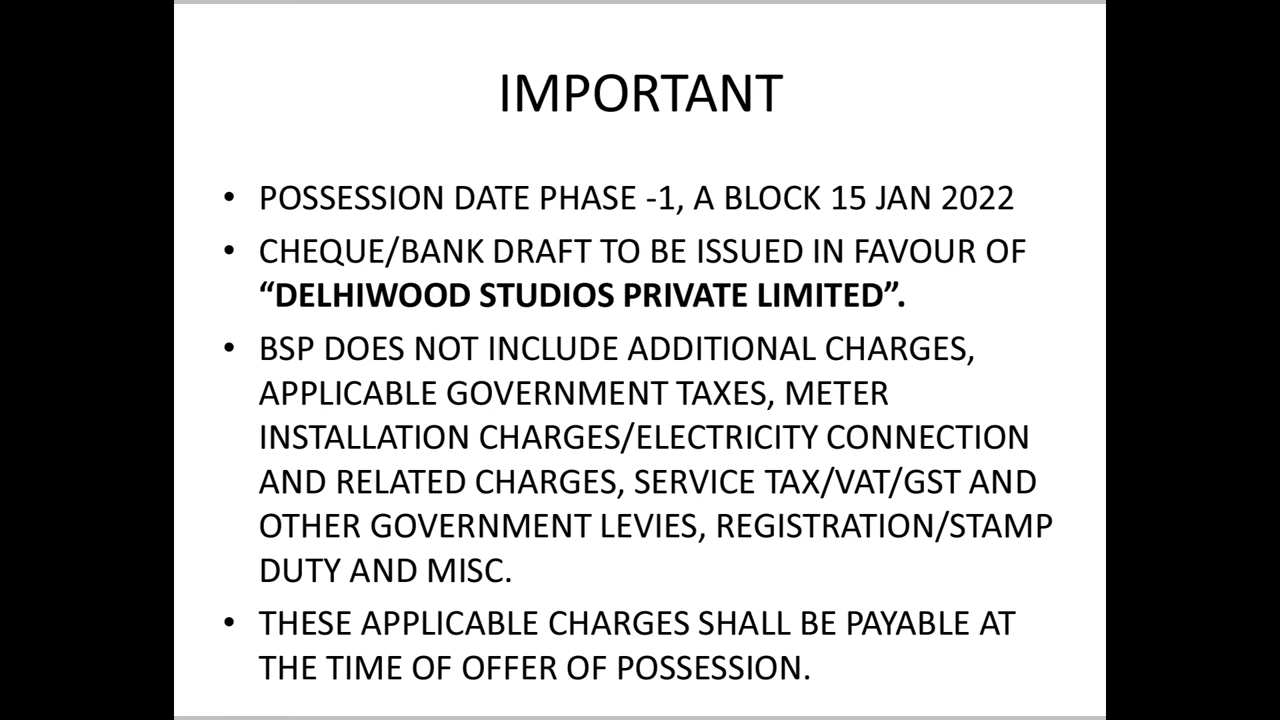 IMPORTANT
• POSSESSION DATE PHASE -1, A BLOCK 15 JAN 2022
• CHEQUE/BANK DRAFT TO BE ISSUED IN FAVOUR OF
“DELHIWOOD STUDIOS PRIVATE LIMITED”.
• BSP DOES NOT INCLUDE ADDITIONAL CHARGES,
APPLICABLE GOVERNMENT TAXES, METER
INSTALLATION CHARGES/ELECTRICITY CONNECTION
AND RELATED CHARGES, SERVICE TAX/VAT/GST AND
OTHER GOVERNMENT LEVIES, REGISTRATION/STAMP
DUTY AND MISC.
• THESE APPLICABLE CHARGES SHALL BE PAYABLE AT
THE TIME OF OFFER OF POSSESSION.